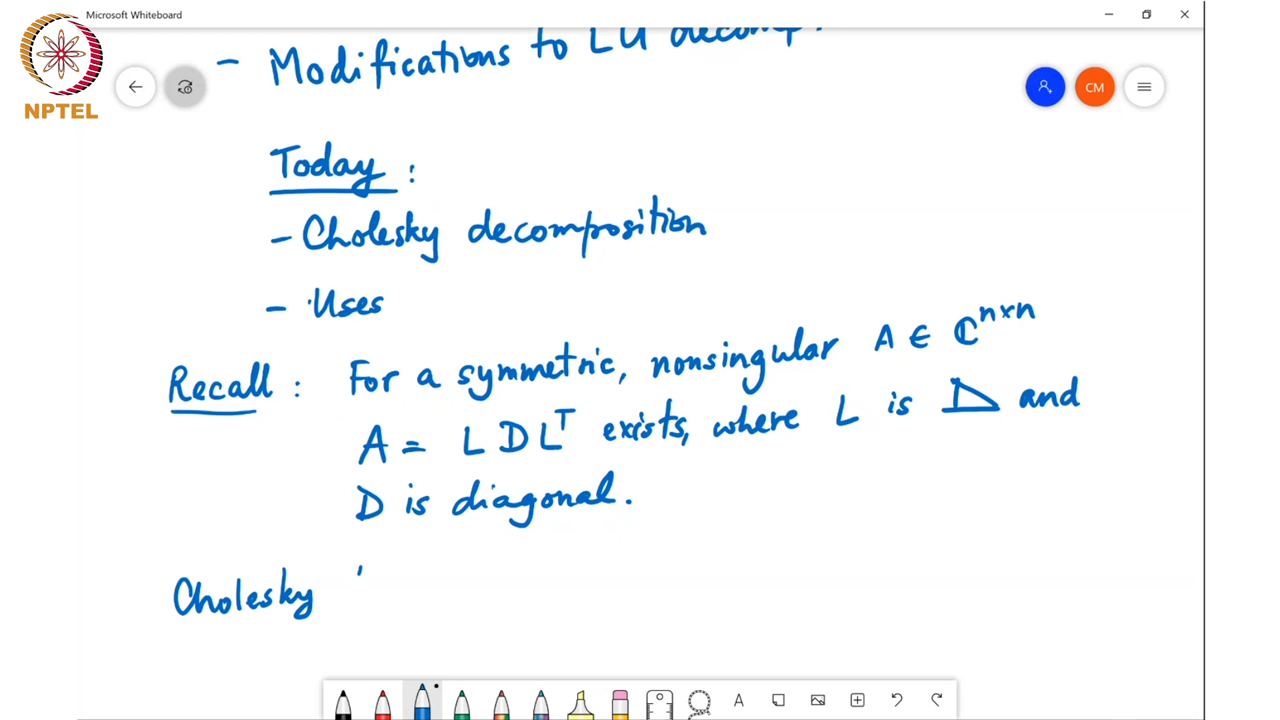 Microsoft Whiteboard
NPTEL
CM
- Modifications to LU decomp.
Today :
- Cholesky decomposition
- Uses
Recall : For a symmetric, nonsingular A ∈ ℂ^{n×n}
A = L D L^T exists, where L is ◺ and
D is diagonal.
Cholesky
A